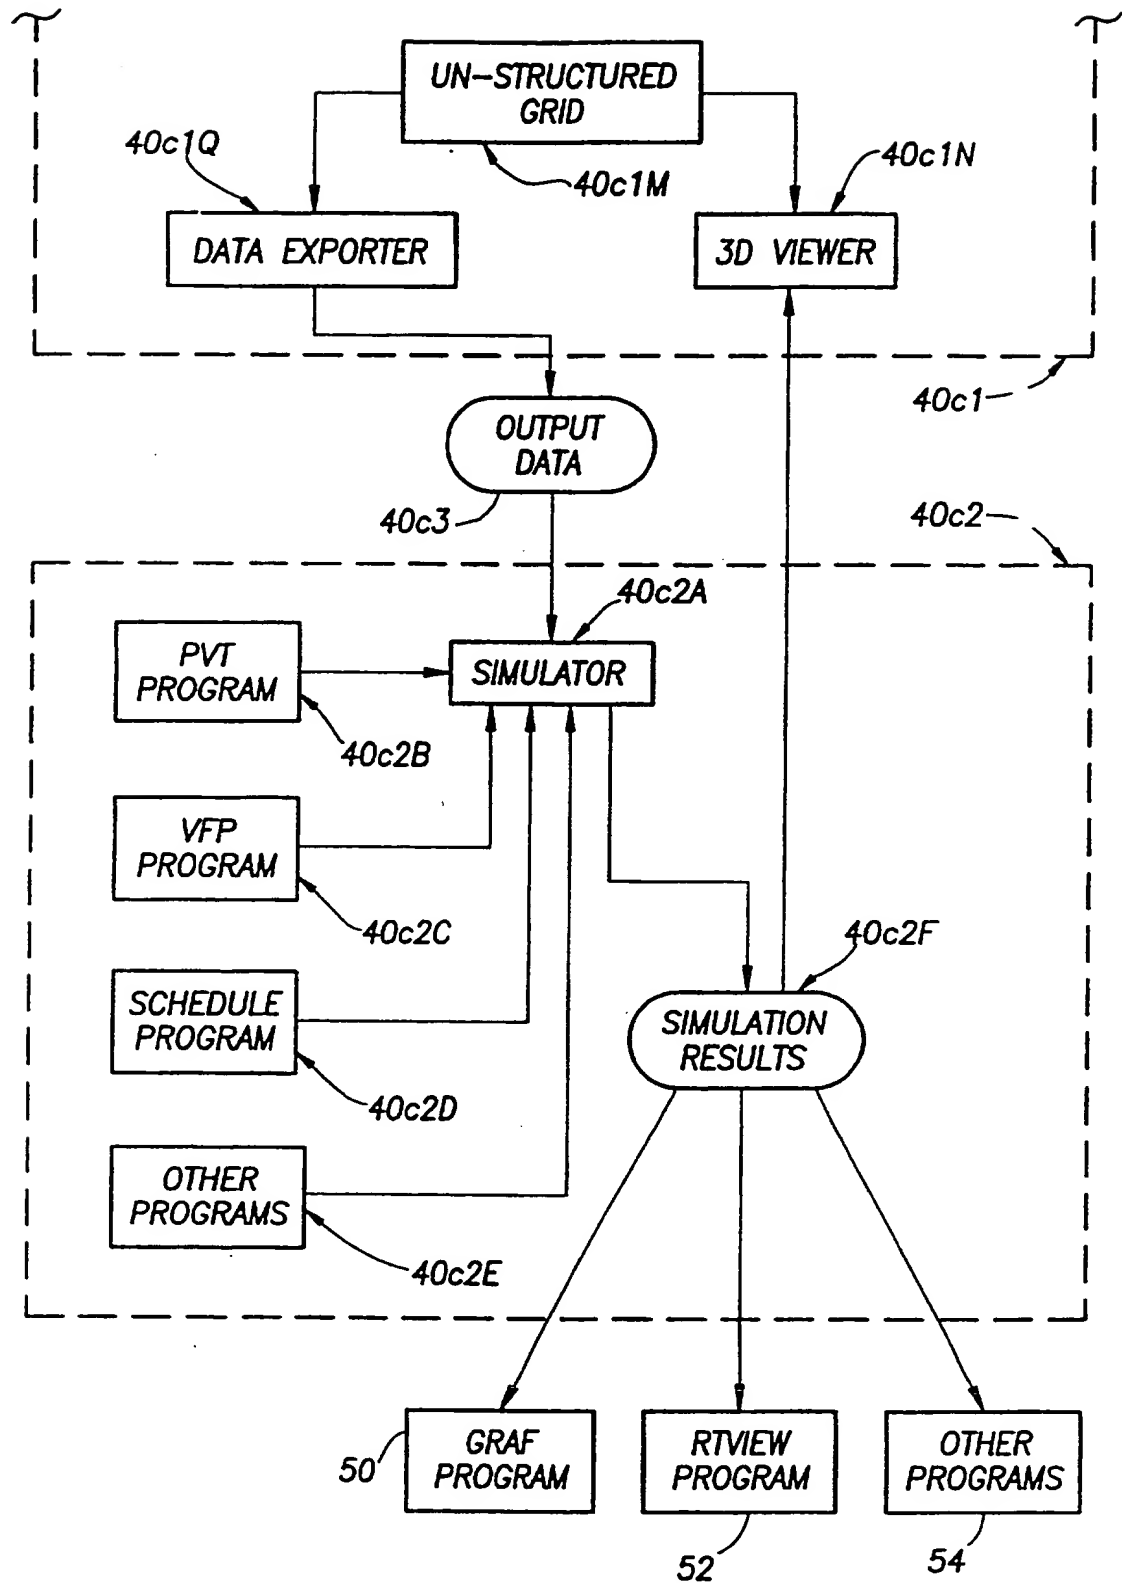 UN-STRUCTURED
GRID
40c1Q
40c1M
40c1N
DATA EXPORTER
3D VIEWER
40c1
OUTPUT
DATA
40c3
40c2
40c2A
PVT
PROGRAM
SIMULATOR
40c2B
VFP
PROGRAM
40c2C
40c2F
SCHEDULE
PROGRAM
SIMULATION
RESULTS
40c2D
OTHER
PROGRAMS
40c2E
50
GRAF
PROGRAM
RTVIEW
PROGRAM
OTHER
PROGRAMS
52
54